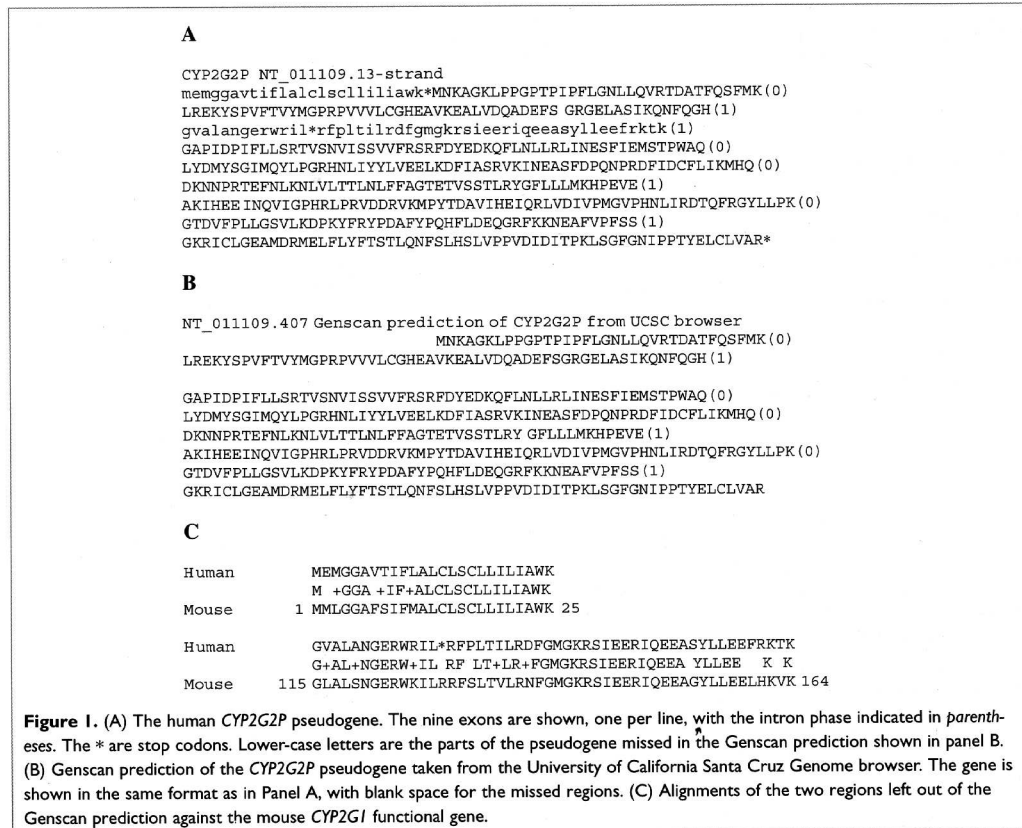 A
CYP2G2P NT_011109.13-strand
memggavtiflalclsclliliawk*MNKAGKLPPGPTPIPFLGNLLQVRTDATFQSFMK(0)
LREKYSPVFTVYMGPRPVVVLCGHEAVKEALVDQADEFS GRGELASIKQNFQGH(1)
gvalangerwril*rfpltilrdfgmgkrsieeriqeeasylleefrktk(1)
GAPIDPIFLLSRTVSNVISSVVFRSRFDYEDKQFLNLLRLINESFIEMSTPWAQ(0)
LYDMYSGIMQYLPGRHNLIYYLVEELKDFIASRVKINEASFDPQNPRDFIDCFLIKMHQ(0)
DKNNPRTEFNLKNLVLTTLNLFFAGTETVSSTLRYGFLLLMKHPEVE(1)
AKIHEEINQVIGPHRLPRVDDRVKMPYTDAVIHEIQRLVDIVPMGVPHNLIRDTQFRGYLLPK(0)
GTDVFPLLGSVLKDPKYFRYPDAFYPQHFLDEQGRFKKNEAFVPFSS(1)
GKRICLGEAMDRMELFLYFTSTLQNFSLHSLVPPVDIDITPKLSGFGNIPPTYELCLVAR*
B
NT_011109.407 Genscan prediction of CYP2G2P from UCSC browser
MNKAGKLPPGPTPIPFLGNLLQVRTDATFQSFMK(0)
LREKYSPVFTVYMGPRPVVVLCGHEAVKEALVDQADEFSGRGELASIKQNFQGH(1)
GAPIDPIFLLSRTVSNVISSVVFRSRFDYEDKQFLNLLRLINESFIEMSTPWAQ(0)
LYDMYSGIMQYLPGRHNLIYYLVEELKDFIASRVKINEASFDPQNPRDFIDCFLIKMHQ(0)
DKNNPRTEFNLKNLVLTTLNLFFAGTETVSSTLRY GFLLLMKHPEVE(1)
AKIHEEINQVIGPHRLPRVDDRVKMPYTDAVIHEIQRLVDIVPMGVPHNLIRDTQFRGYLLPK(0)
GTDVFPLLGSVLKDPKYFRYPDAFYPQHFLDEQGRFKKNEAFVPFSS(1)
GKRICLGEAMDRMELFLYFTSTLQNFSLHSLVPPVDIDITPKLSGFGNIPPTYELCLVAR
C
Human MEMGGAVTIFLALCLSCLLILIAWK
M +GGA +IF+ALCLSCLLILIAWK
Mouse 1 MMLGGAFSIFMALCLSCLLILIAWK 25
Human GVALANGERWRIL*RFPLTILRDFGMGKRSIEERIQEEASYLLEEFRKTK
G+AL+NGERW+IL RF LT+LR+FGMGKRSIEERIQEEA YLLEE K K
Mouse 115 GLALSNGERWKILRRFSLTVLRNFGMGKRSIEERIQEEAGYLLEELHKVK 164
Figure 1. (A) The human CYP2G2P pseudogene. The nine exons are shown, one per line, with the intron phase indicated in parenth-
eses. The * are stop codons. Lower-case letters are the parts of the pseudogene missed in the Genscan prediction shown in panel B.
(B) Genscan prediction of the CYP2G2P pseudogene taken from the University of California Santa Cruz Genome browser. The gene is
shown in the same format as in Panel A, with blank space for the missed regions. (C) Alignments of the two regions left out of the
Genscan prediction against the mouse CYP2G1 functional gene.